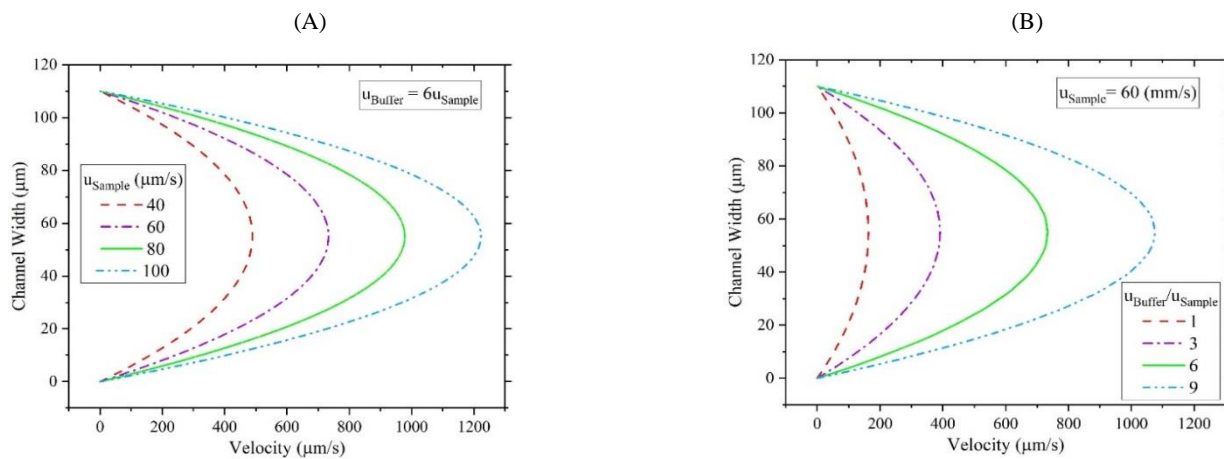 (A)
(B)
120
100
80
60
40
20
0
Channel Width (μm)
u_Buffer = 6u_Sample
u_Sample (μm/s)
40
60
80
100
0 200 400 600 800 1000 1200
Velocity (μm/s)
120
100
80
60
40
20
0
Channel Width (μm)
u_Sample= 60 (mm/s)
u_Buffer/u_Sample
1
3
6
9
0 200 400 600 800 1000 1200
Velocity (μm/s)